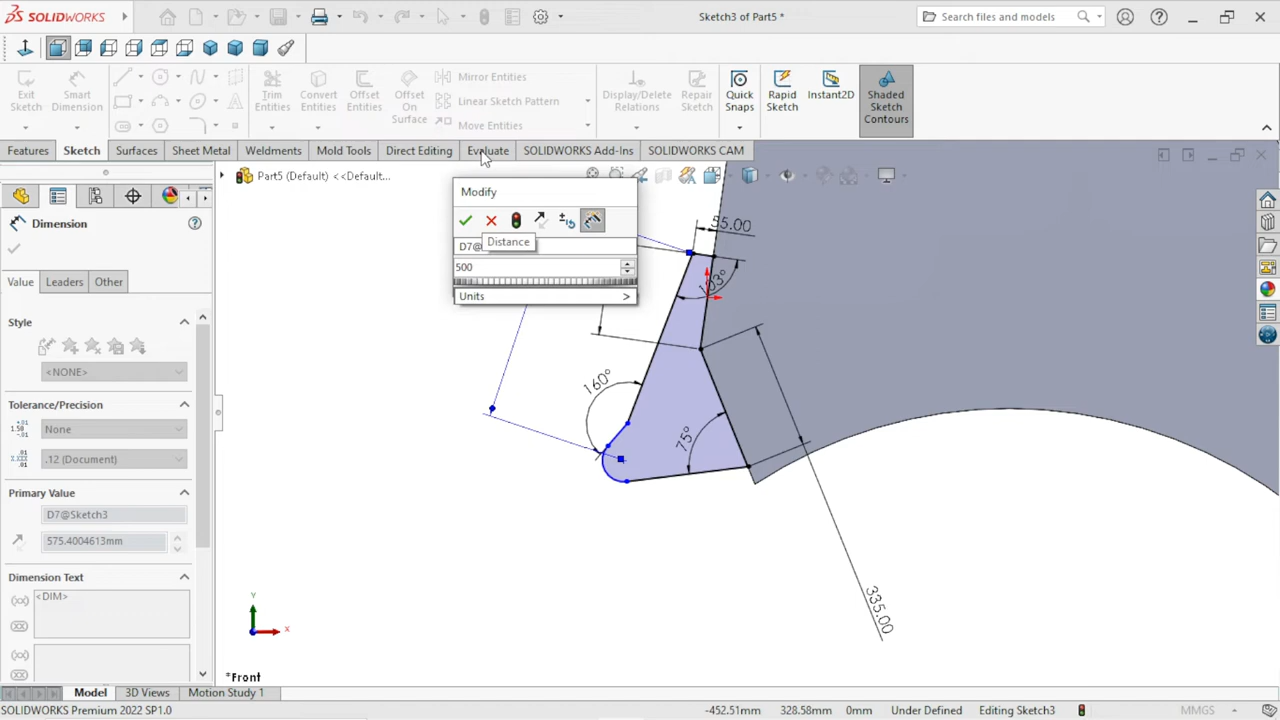 SOLIDWORKS
Sketch3 of Part5 *
Search files and models
Exit Sketch
Smart Dimension
Trim Entities
Convert Entities
Offset Entities
Offset On Surface
Mirror Entities
Linear Sketch Pattern
Move Entities
Display/Delete Relations
Repair Sketch
Quick Snaps
Rapid Sketch
Instant2D
Shaded Sketch Contours
Features
Sketch
Surfaces
Sheet Metal
Weldments
Mold Tools
Direct Editing
Evaluate
SOLIDWORKS Add-Ins
SOLIDWORKS CAM
Part5 (Default) <<Default...
Dimension
Value
Leaders
Other
Style
<NONE>
Tolerance/Precision
None
.12 (Document)
Primary Value
D7@Sketch3
575.4004613mm
Dimension Text
<DIM>
Modify
D7@
Distance
500
Units
55.00
103°
160°
75°
335.00
Y
X
*Front
Model
3D Views
Motion Study 1
SOLIDWORKS Premium 2022 SP1.0
-452.51mm
328.58mm
0mm
Under Defined
Editing Sketch3
MMGS